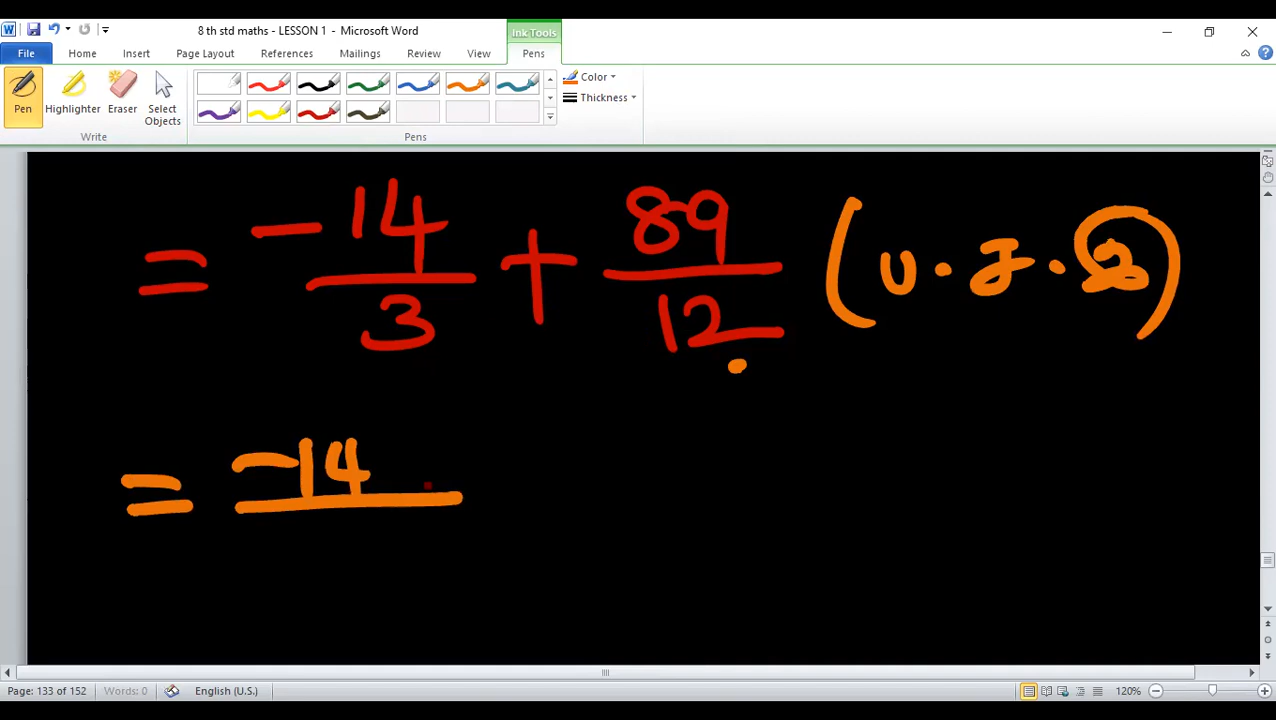 8 th std maths - LESSON 1 - Microsoft Word
Ink Tools
File Home Insert Page Layout References Mailings Review View Pens
Pen Highlighter Eraser Select Objects
Color
Thickness
Write Pens
= -14/3 + 89/12
= -14
Page: 133 of 152 Words: 0 English (U.S.) 120%